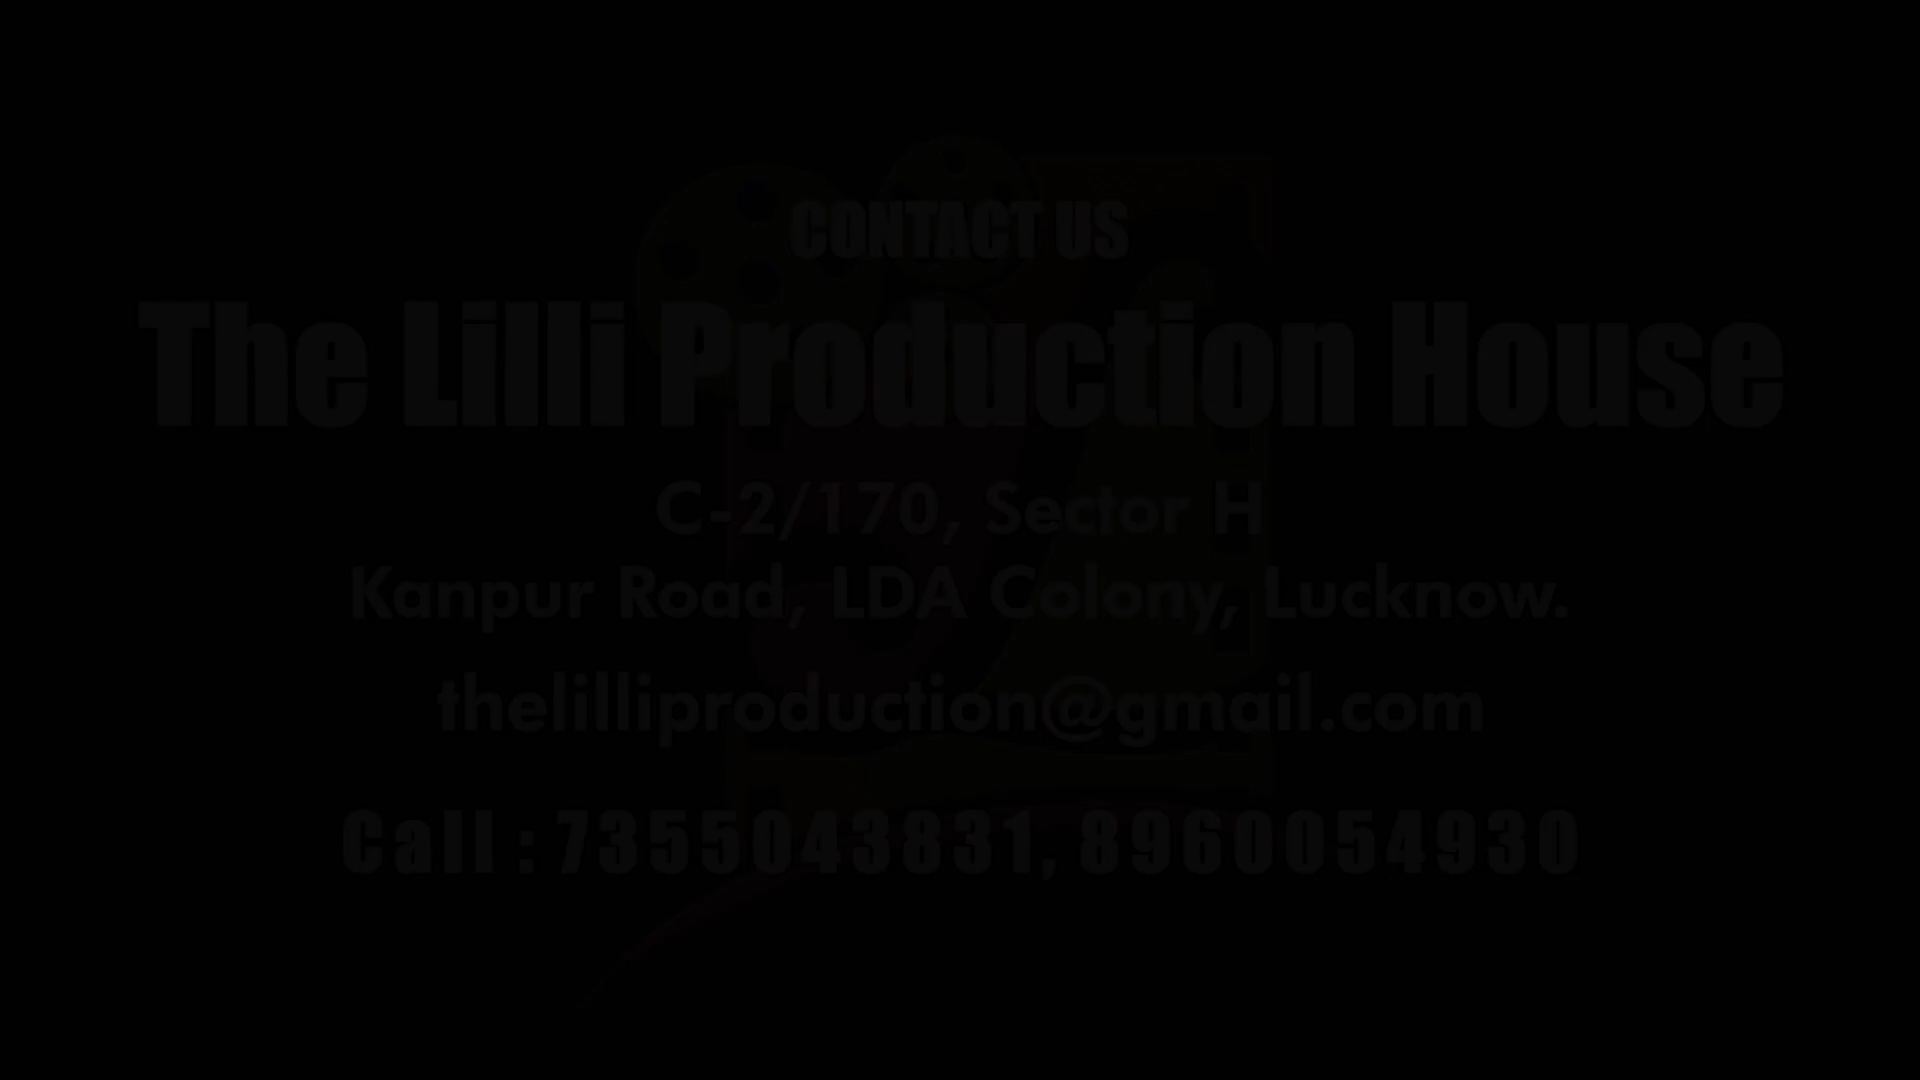 CONTACT US
The Lilli Production House
C-2/170, Sector H
Kanpur Road, LDA Colony, Lucknow.
thelilliproduction@gmail.com
Call : 7355043831, 8960054930